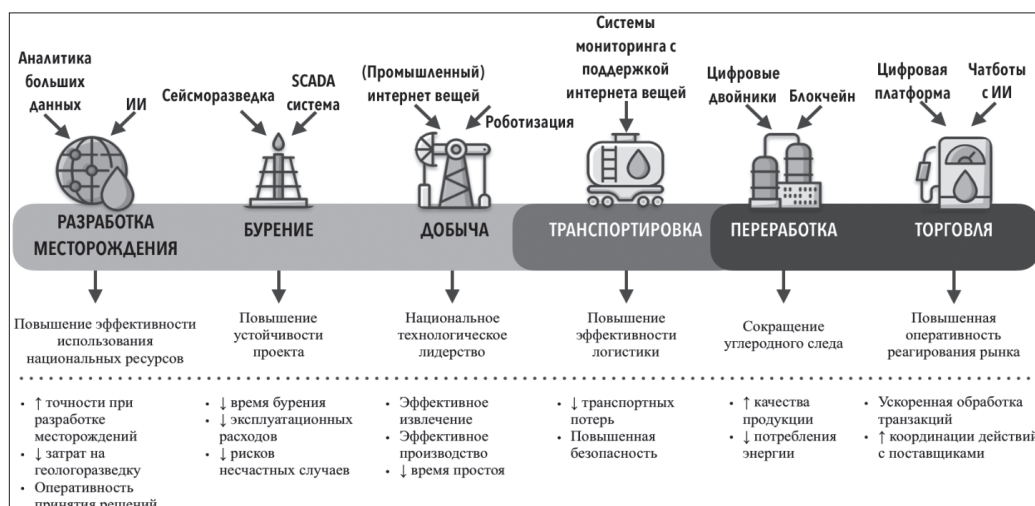 Аналитика
больших
данных
ИИ
Сейсморазведка
SCADA
система
(Промышленный)
интернет вещей
Роботизация
Системы
мониторинга с
поддержкой
интернета вещей
Цифровые
двойники
Блокчейн
Цифровая
платформа
Чатботы
с ИИ
РАЗРАБОТКА
МЕСТОРОЖДЕНИЯ
БУРЕНИЕ
ДОБЫЧА
ТРАНСПОРТИРОВКА
ПЕРЕРАБОТКА
ТОРГОВЛЯ
Повышение эффективности
использования
национальных ресурсов
Повышение
устойчивости
проекта
Национальное
технологическое
лидерство
Повышение
эффективности
логистики
Сокращение
углеродного следа
Повышенная
оперативность
реагирования рынка
• ↑ точности при
разработке
месторождений
• ↓ затрат на
геологоразведку
• Оперативность
принятия решений
• ↓ время бурения
• ↓ эксплуатационных
расходов
• ↓ рисков
несчастных случаев
• Эффективное
извлечение
• Эффективное
производство
• ↓ время простоя
• ↓ транспортных
потерь
• Повышенная
безопасность
• ↑ качества
продукции
• ↓ потребления
энергии
• Ускоренная обработка
транзакций
• ↑ координации действий
с поставщиками